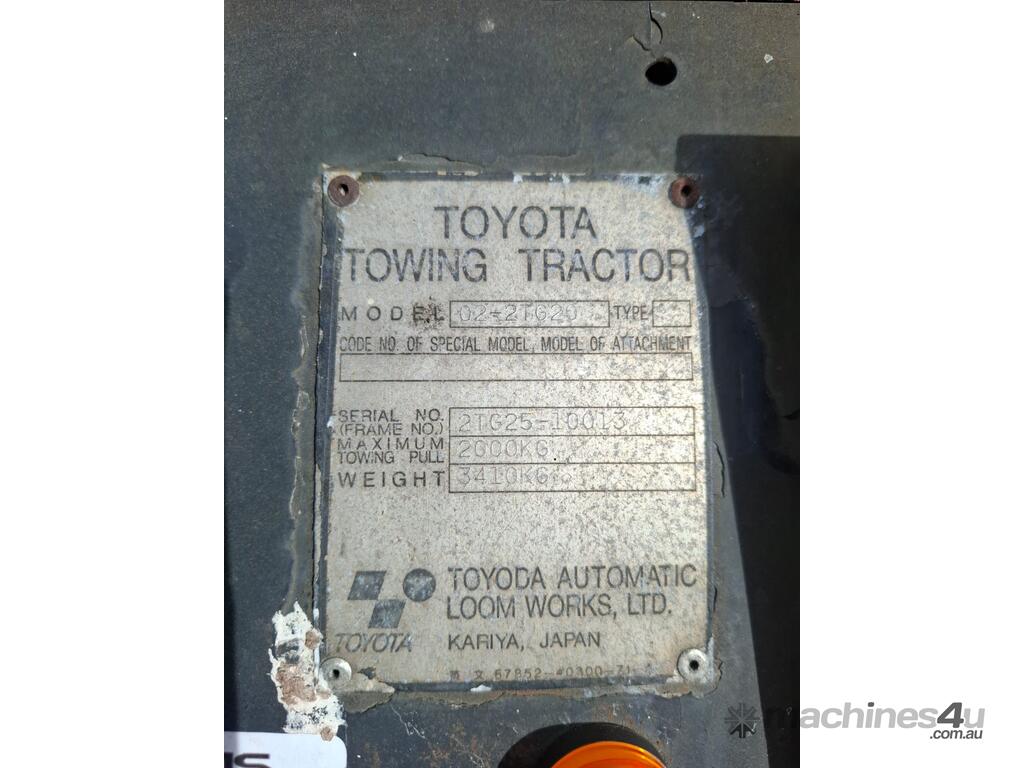 TOYOTA
TOWING TRACTOR
MODEL 02-2TG20 TYPE
CODE NO. OF SPECIAL MODEL, MODEL OF ATTACHMENT
SERIAL NO. (FRAME NO.) 2TG25-10013
MAXIMUM TOWING PULL 2000KG
WEIGHT 3410KG
TOYODA AUTOMATIC
LOOM WORKS, LTD.
TOYOTA KARIYA, JAPAN
machines4u
.com.au